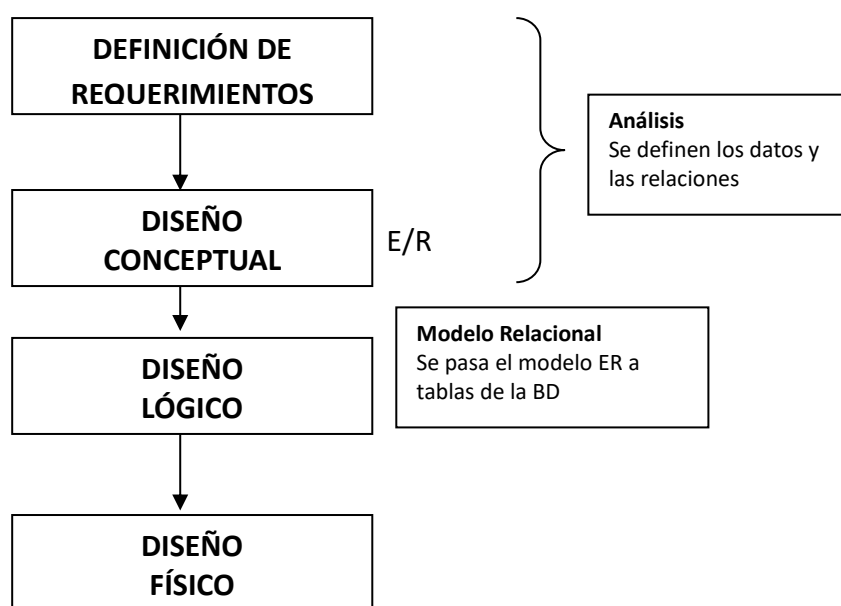 DEFINICIÓN DE
REQUERIMIENTOS
Análisis
Se definen los datos y
las relaciones
DISEÑO
CONCEPTUAL
E/R
Modelo Relacional
Se pasa el modelo ER a
tablas de la BD
DISEÑO
LÓGICO
DISEÑO
FÍSICO